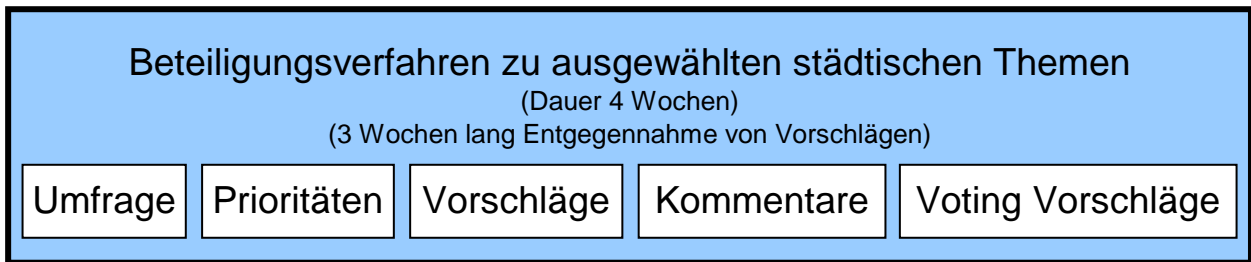 Beteiligungsverfahren zu ausgewählten städtischen Themen
(Dauer 4 Wochen)
(3 Wochen lang Entgegennahme von Vorschlägen)
Umfrage Prioritäten Vorschläge Kommentare Voting Vorschläge